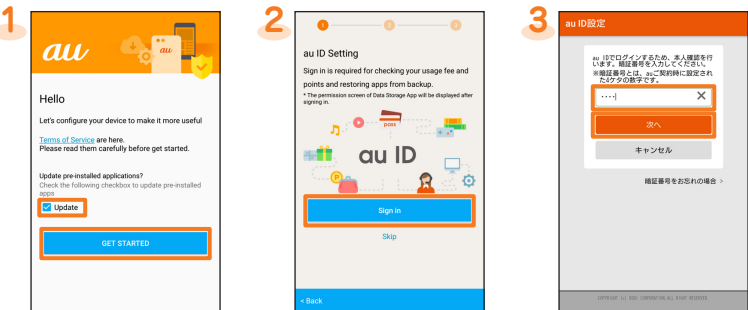 1
au
au
Hello
Let's configure your device to make it more useful
Terms of Service are here.
Please read them carefully before get started.
Update pre-installed applications?
Check the following checkbox to update pre-installed
apps
Update
GET STARTED
2
1
2
3
au ID Setting
Sign in is required for checking your usage fee and
points and restoring apps from backup.
* The permission screen of Data Storage App will be displayed after
signing in.
pass
P
au ID
Sign in
Skip
< Back
3
au ID設定
au IDでログインするため、本人確認を行
います。暗証番号を入力してください。
※暗証番号とは、auご契約時に設定され
た4ケタの数字です。
····
次へ
キャンセル
暗証番号をお忘れの場合 >
COPYRIGHT (C) KDDI CORPORATION,ALL RIGHT RESERVED.